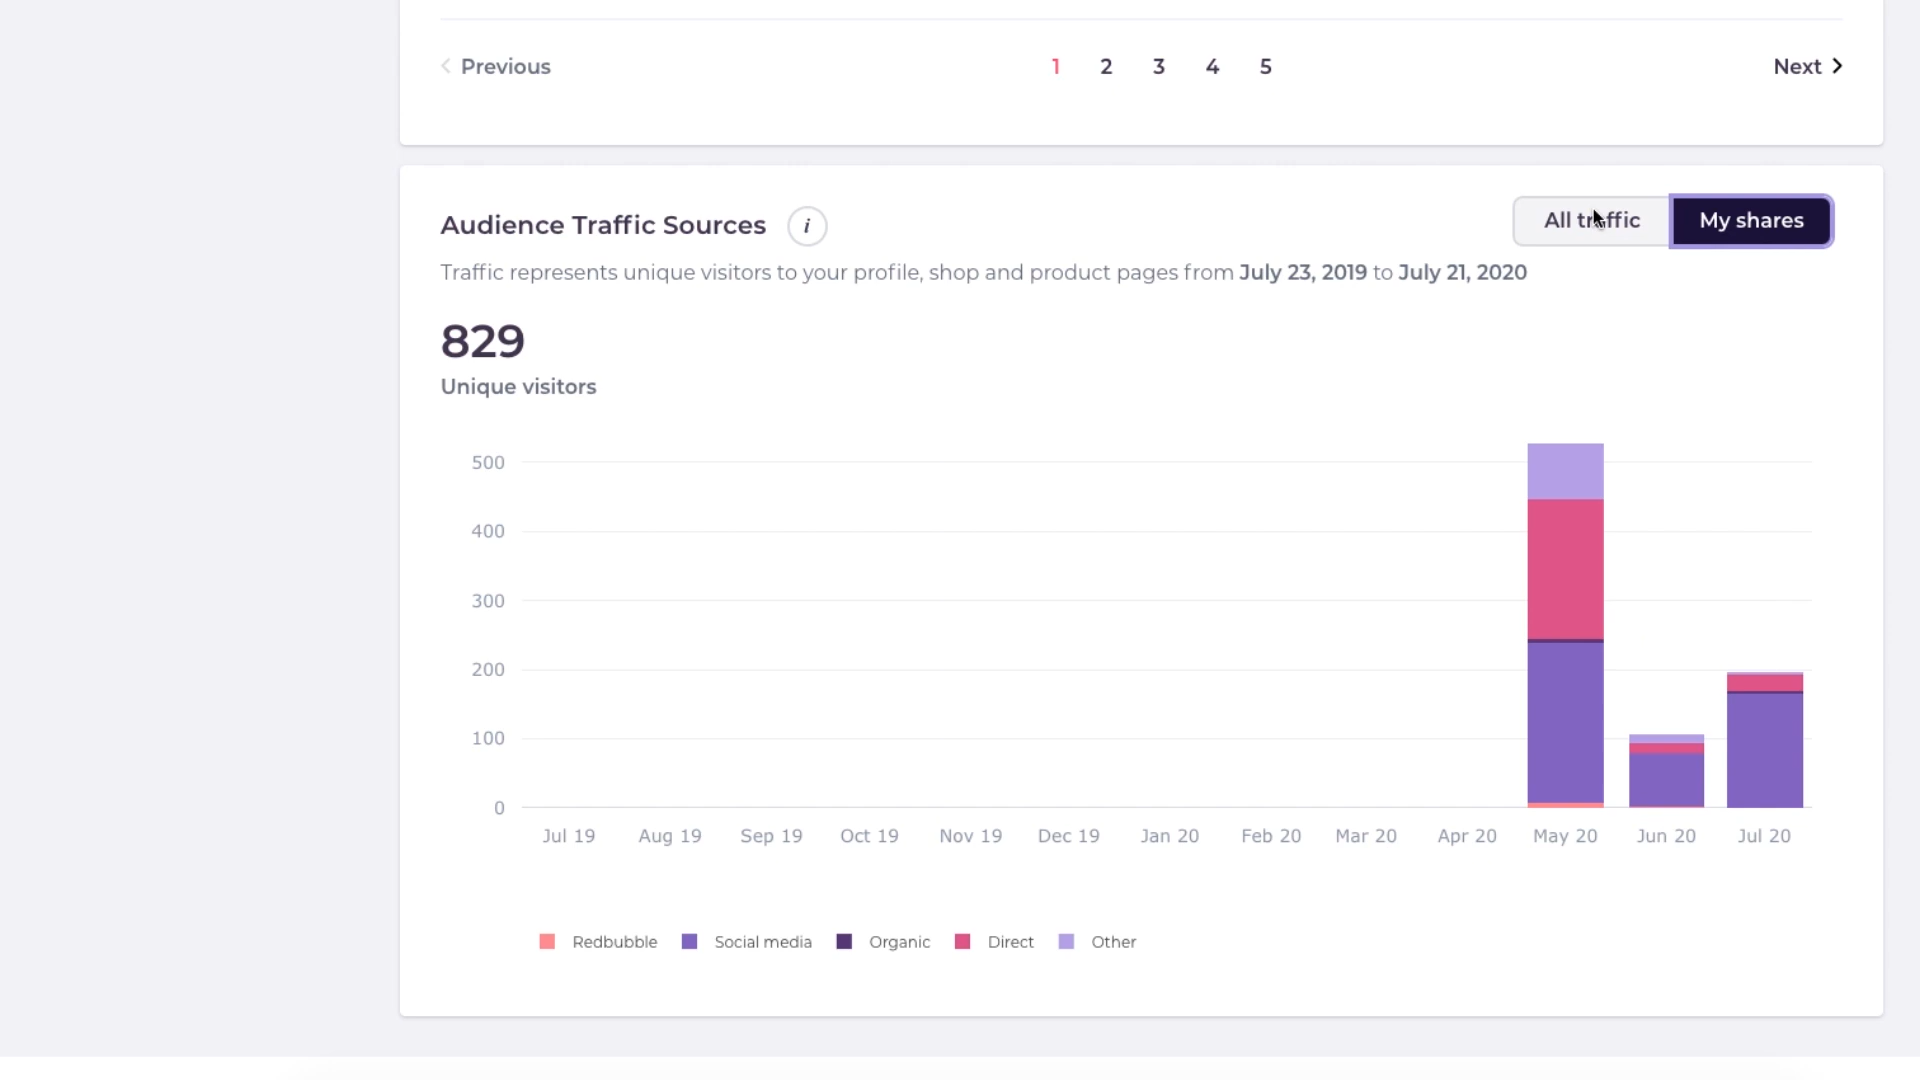 Previous 1 2 3 4 5 Next
Audience Traffic Sources i All traffic My shares
Traffic represents unique visitors to your profile, shop and product pages from July 23, 2019 to July 21, 2020
829
Unique visitors
500
400
300
200
100
0
Jul 19 Aug 19 Sep 19 Oct 19 Nov 19 Dec 19 Jan 20 Feb 20 Mar 20 Apr 20 May 20 Jun 20 Jul 20
Redbubble Social media Organic Direct Other